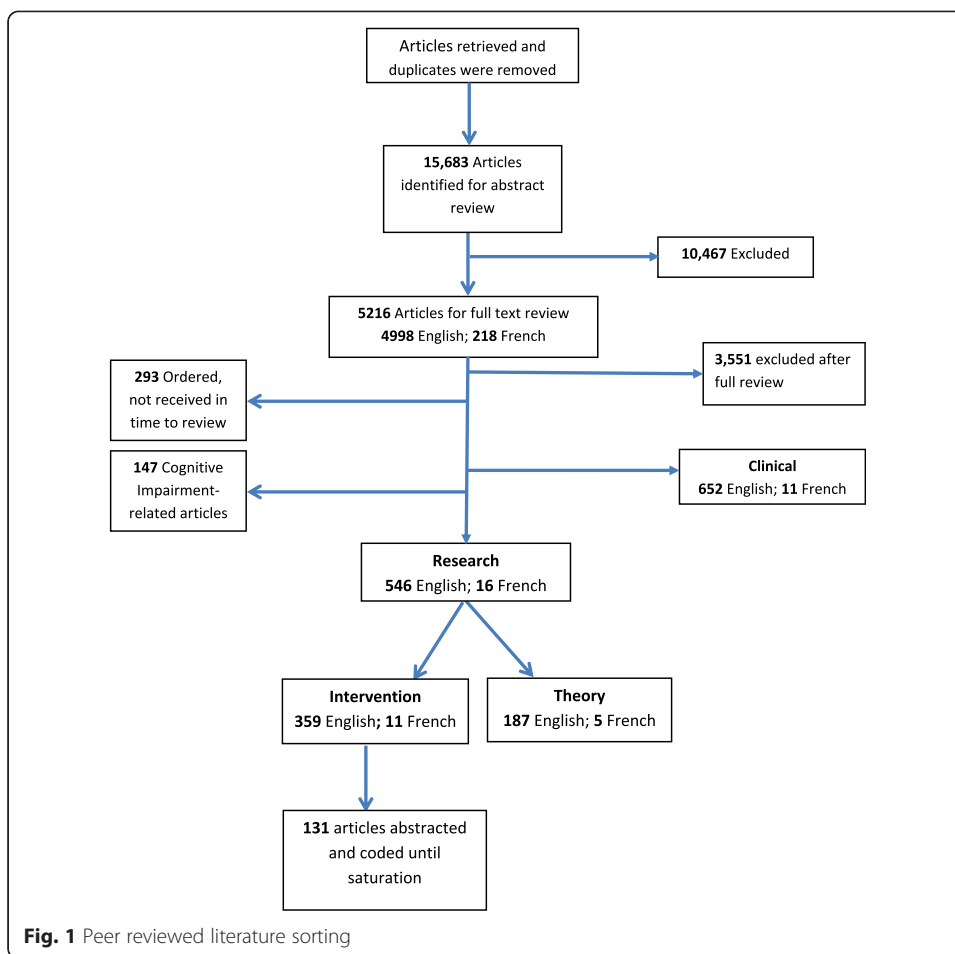 Articles retrieved and
duplicates were removed
15,683 Articles
identified for abstract
review
10,467 Excluded
5216 Articles for full text review
4998 English; 218 French
3,551 excluded after
full review
293 Ordered,
not received in
time to review
147 Cognitive
Impairment-
related articles
Clinical
652 English; 11 French
Research
546 English; 16 French
Intervention
359 English; 11 French
Theory
187 English; 5 French
131 articles abstracted
and coded until
saturation
Fig. 1 Peer reviewed literature sorting